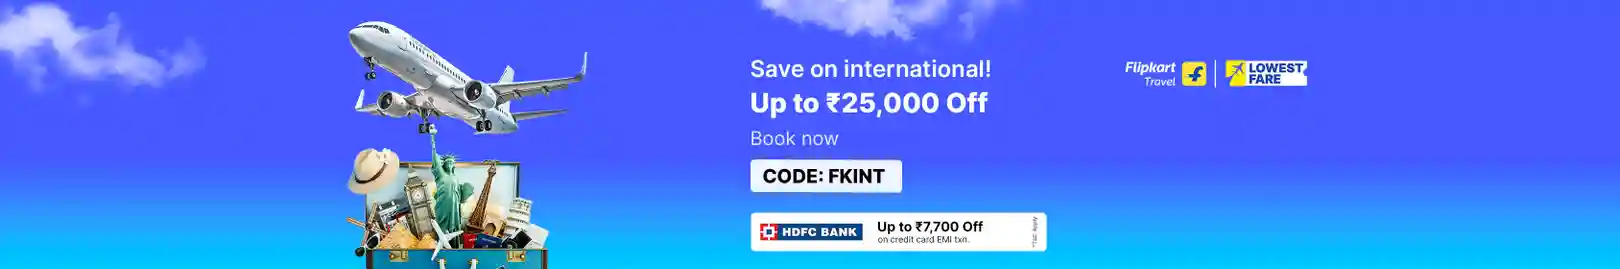 Save on international!
Up to ₹25,000 Off
Book now
CODE: FKINT
HDFC BANK
Up to ₹7,700 Off
on credit card EMI txn.
*T&C Apply
Flipkart
Travel
LOWEST
FARE